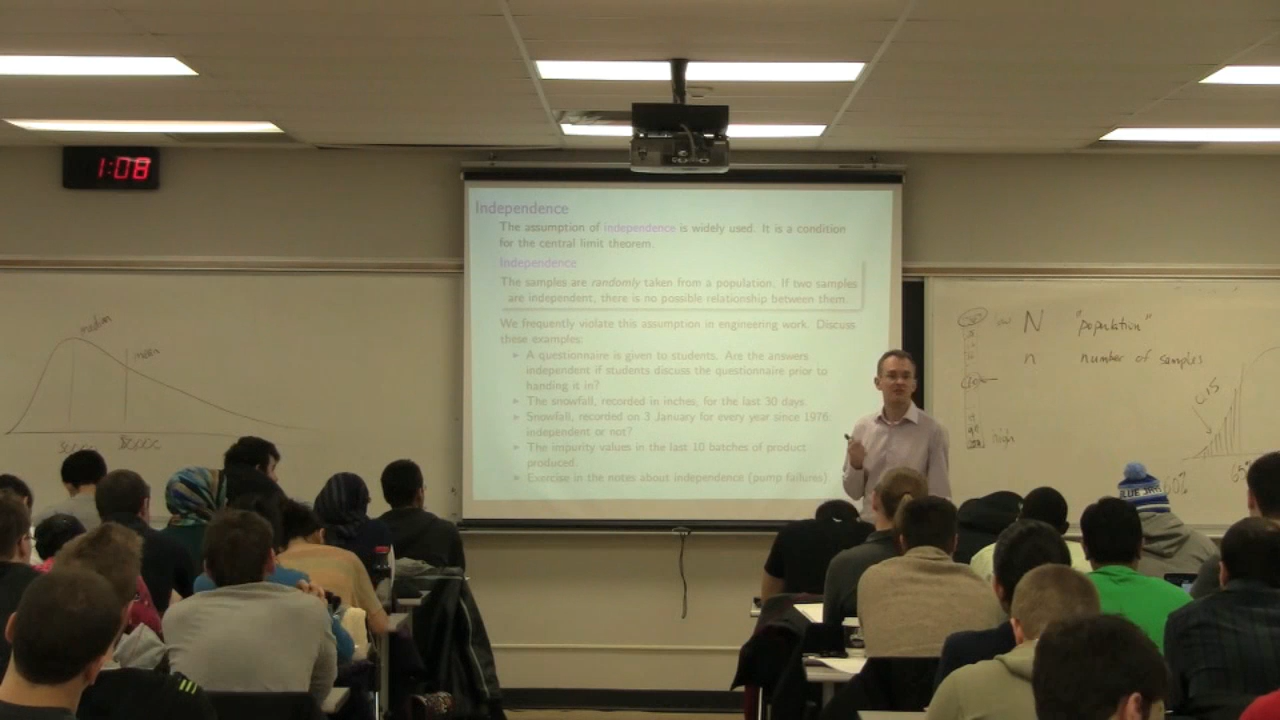 1:08
Independence
The assumption of independence is widely used. It is a condition
for the central limit theorem.
Independence
The samples are randomly taken from a population. If two samples
are independent, there is no possible relationship between them.
We frequently violate this assumption in engineering work. Discuss
these examples:
A questionnaire is given to students. Are the answers
independent if students discuss the questionnaire prior to
handing it in?
The snowfall, recorded in inches, for the last 30 days.
Snowfall, recorded on 3 January for every year since 1976:
independent or not?
The impurity values in the last 10 batches of product
produced.
Exercise in the notes about independence (pump failures)
median
mean
N "population"
n number of samples
high
BLUE JAYS
60%